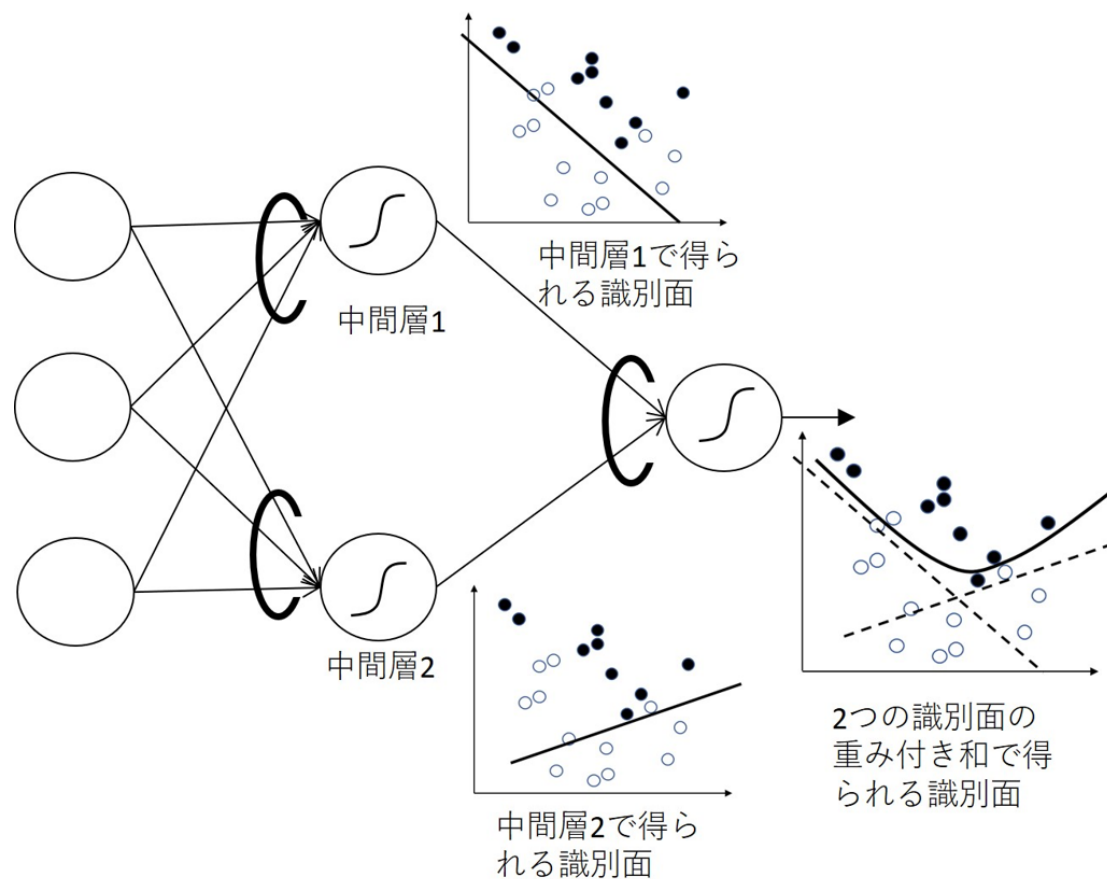 中間層1で得ら
れる識別面
中間層1
中間層2
中間層2で得ら
れる識別面
2つの識別面の
重み付き和で得
られる識別面